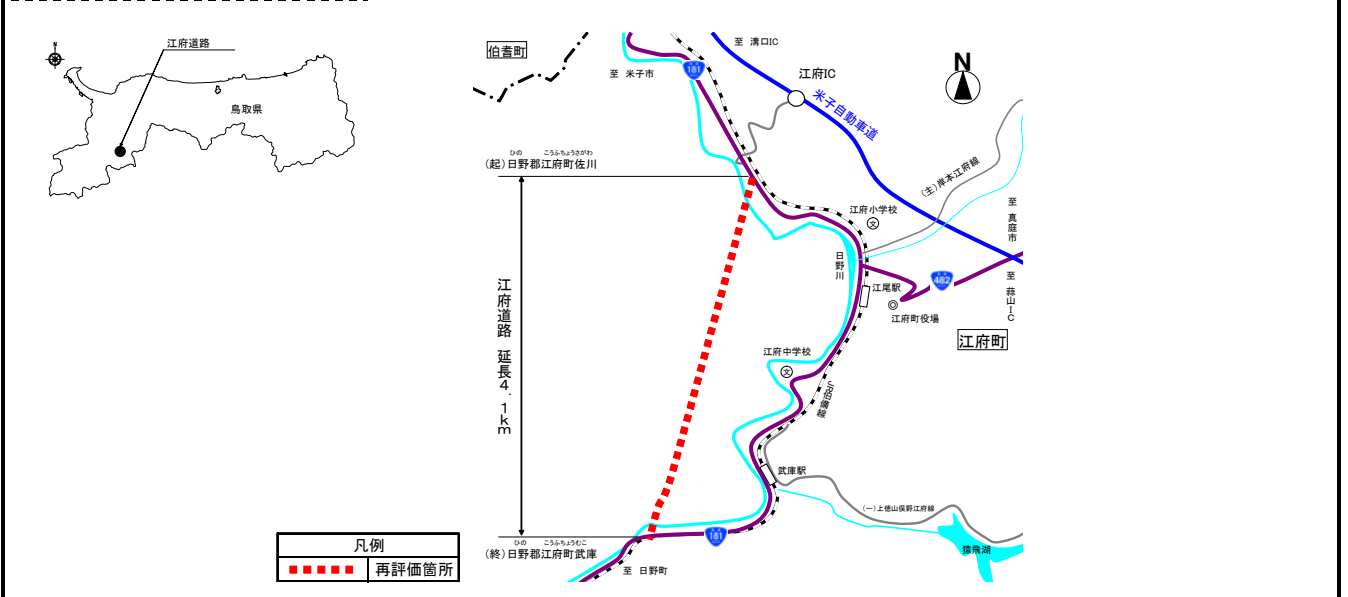 N
江府道路
鳥取県
伯耆町
至 溝口IC
至 米子市
181
江府IC
米子自動車道
N
ひの こうふちょうさがわ
(起)日野郡江府町佐川
(主)岸本江府線
至 真庭市
江府小学校
文
日野川
482
至 蒜山IC
江尾駅
江府町役場
江府町
江府道路 延長4.1km
江府中学校
文
JR伯備線
武庫駅
(一)上徳山俣野江府線
猿飛湖
181
ひの こうふちょうむこ
(終)日野郡江府町武庫
至 日野町
凡例
再評価箇所